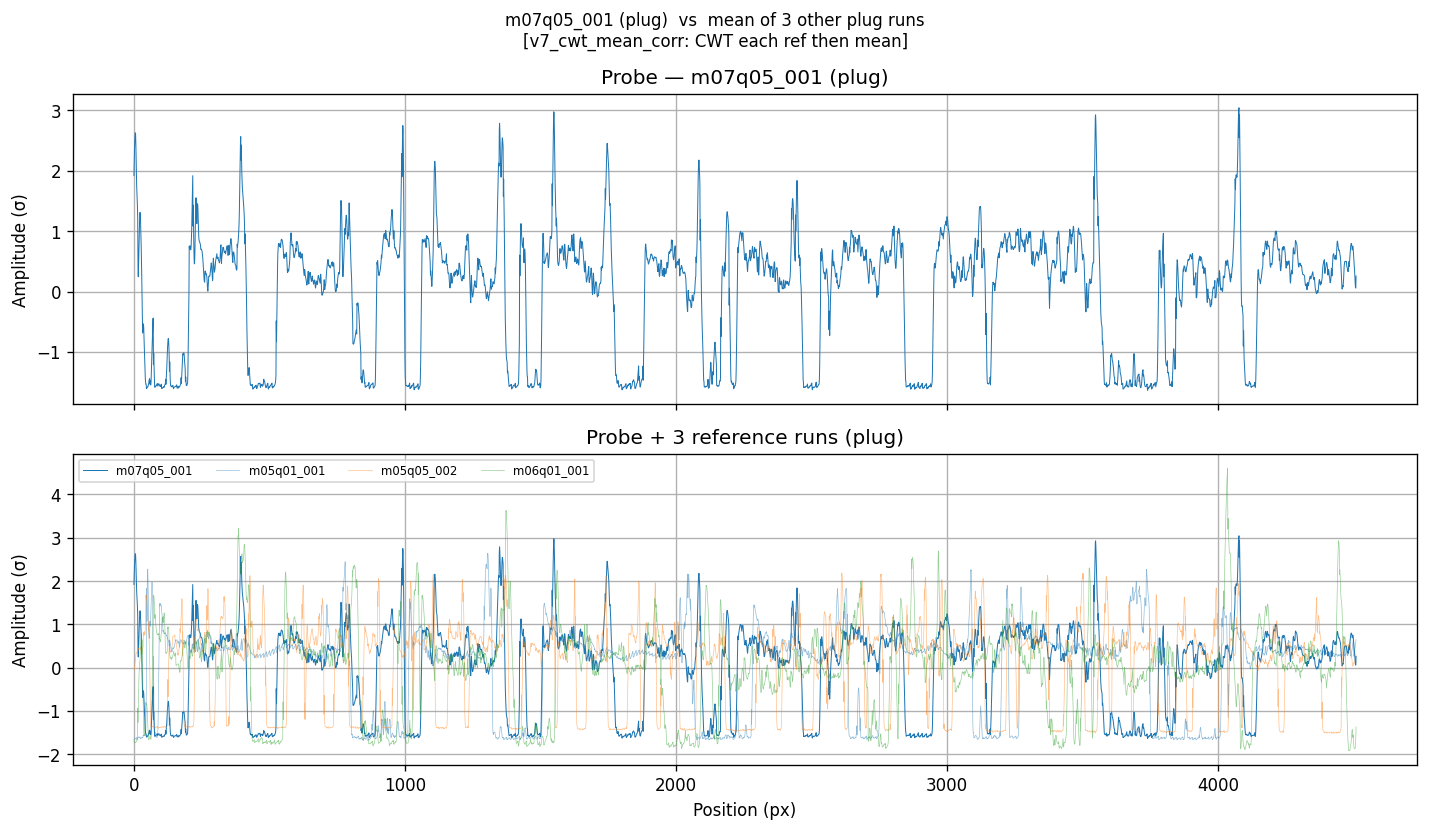 m07q05_001 (plug)  vs  mean of 3 other plug runs
[v7_cwt_mean_corr: CWT each ref then mean]
Probe — m07q05_001 (plug)
3
2
1
0
−1
Amplitude (σ)
Probe + 3 reference runs (plug)
m07q05_001 m05q01_001 m05q05_002 m06q01_001
4
3
2
1
0
−1
−2
Amplitude (σ)
0 1000 2000 3000 4000
Position (px)